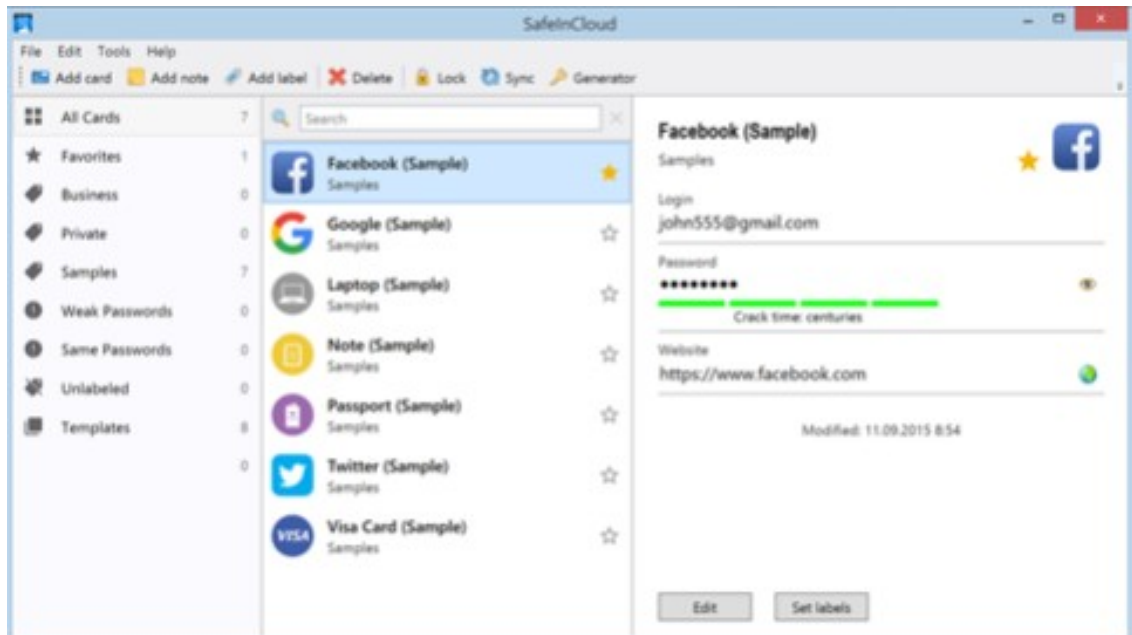 SafeInCloud
File Edit Tools Help
Add card Add note Add label Delete Lock Sync Generator
All Cards 7
Favorites 1
Business 0
Private 0
Samples 7
Weak Passwords 0
Same Passwords 0
Unlabeled 0
Templates 8
0
Search
Facebook (Sample)
Samples
Google (Sample)
Samples
Laptop (Sample)
Samples
Note (Sample)
Samples
Passport (Sample)
Samples
Twitter (Sample)
Samples
VISA
Visa Card (Sample)
Samples
Facebook (Sample)
Samples
Login
john555@gmail.com
Password
••••••••
Crack time: centuries
Website
https://www.facebook.com
Modified: 11.09.2015 8:54
Edit Set labels